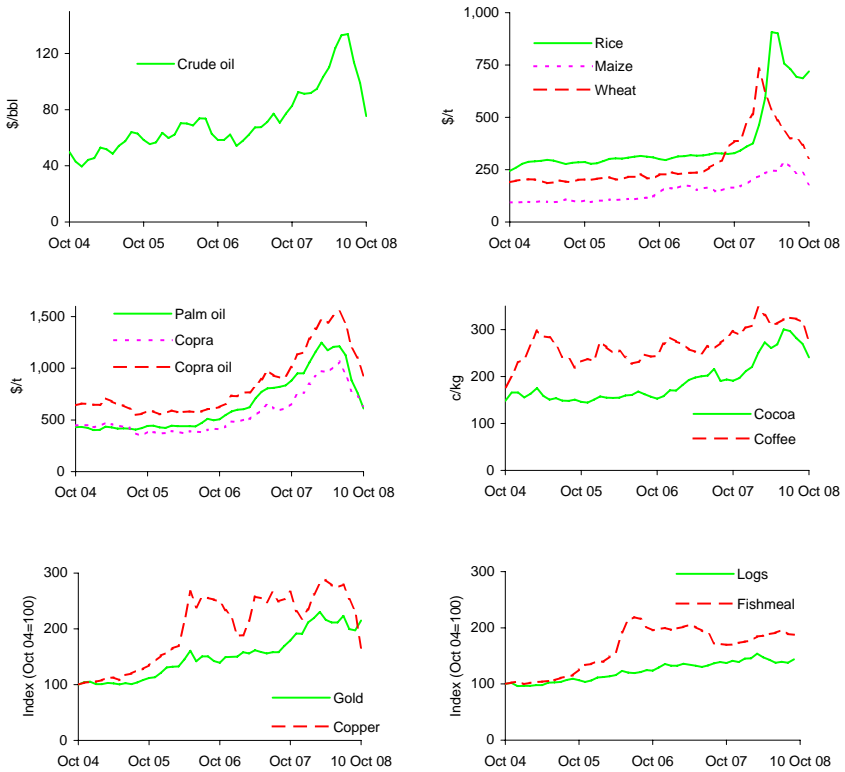 $/bbl
120
80
40
0
Crude oil
Oct 04 Oct 05 Oct 06 Oct 07 10 Oct 08
$/t
1,000
750
500
250
0
Rice
Maize
Wheat
Oct 04 Oct 05 Oct 06 Oct 07 10 Oct 08
$/t
1,500
1,000
500
0
Palm oil
Copra
Copra oil
Oct 04 Oct 05 Oct 06 Oct 07 10 Oct 08
c/kg
300
200
100
0
Cocoa
Coffee
Oct 04 Oct 05 Oct 06 Oct 07 10 Oct 08
Index (Oct 04=100)
300
200
100
0
Gold
Copper
Oct 04 Oct 05 Oct 06 Oct 07 10 Oct 08
Index (Oct 04=100)
300
200
100
0
Logs
Fishmeal
Oct 04 Oct 05 Oct 06 Oct 07 10 Oct 08